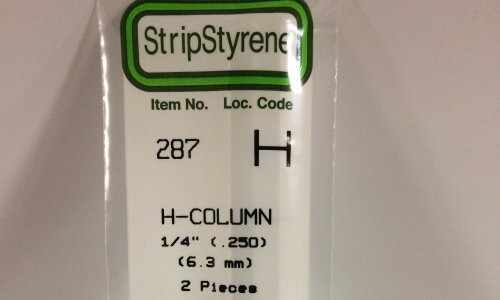 StripStyrene
Item No. Loc. Code
287 H
H-COLUMN
1/4" (.250)
(6.3 mm)
2 Pieces